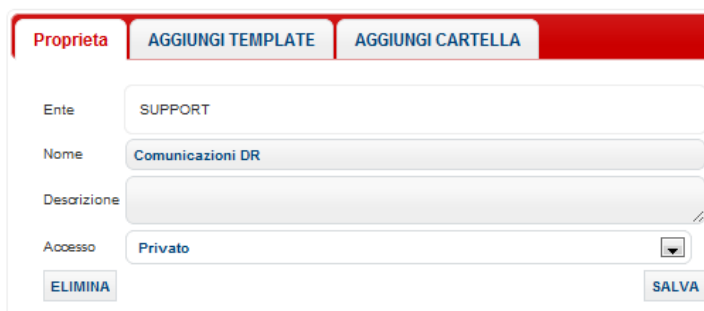 Proprieta AGGIUNGI TEMPLATE AGGIUNGI CARTELLA
Ente SUPPORT
Nome Comunicazioni DR
Descrizione
Accesso Privato
ELIMINA SALVA